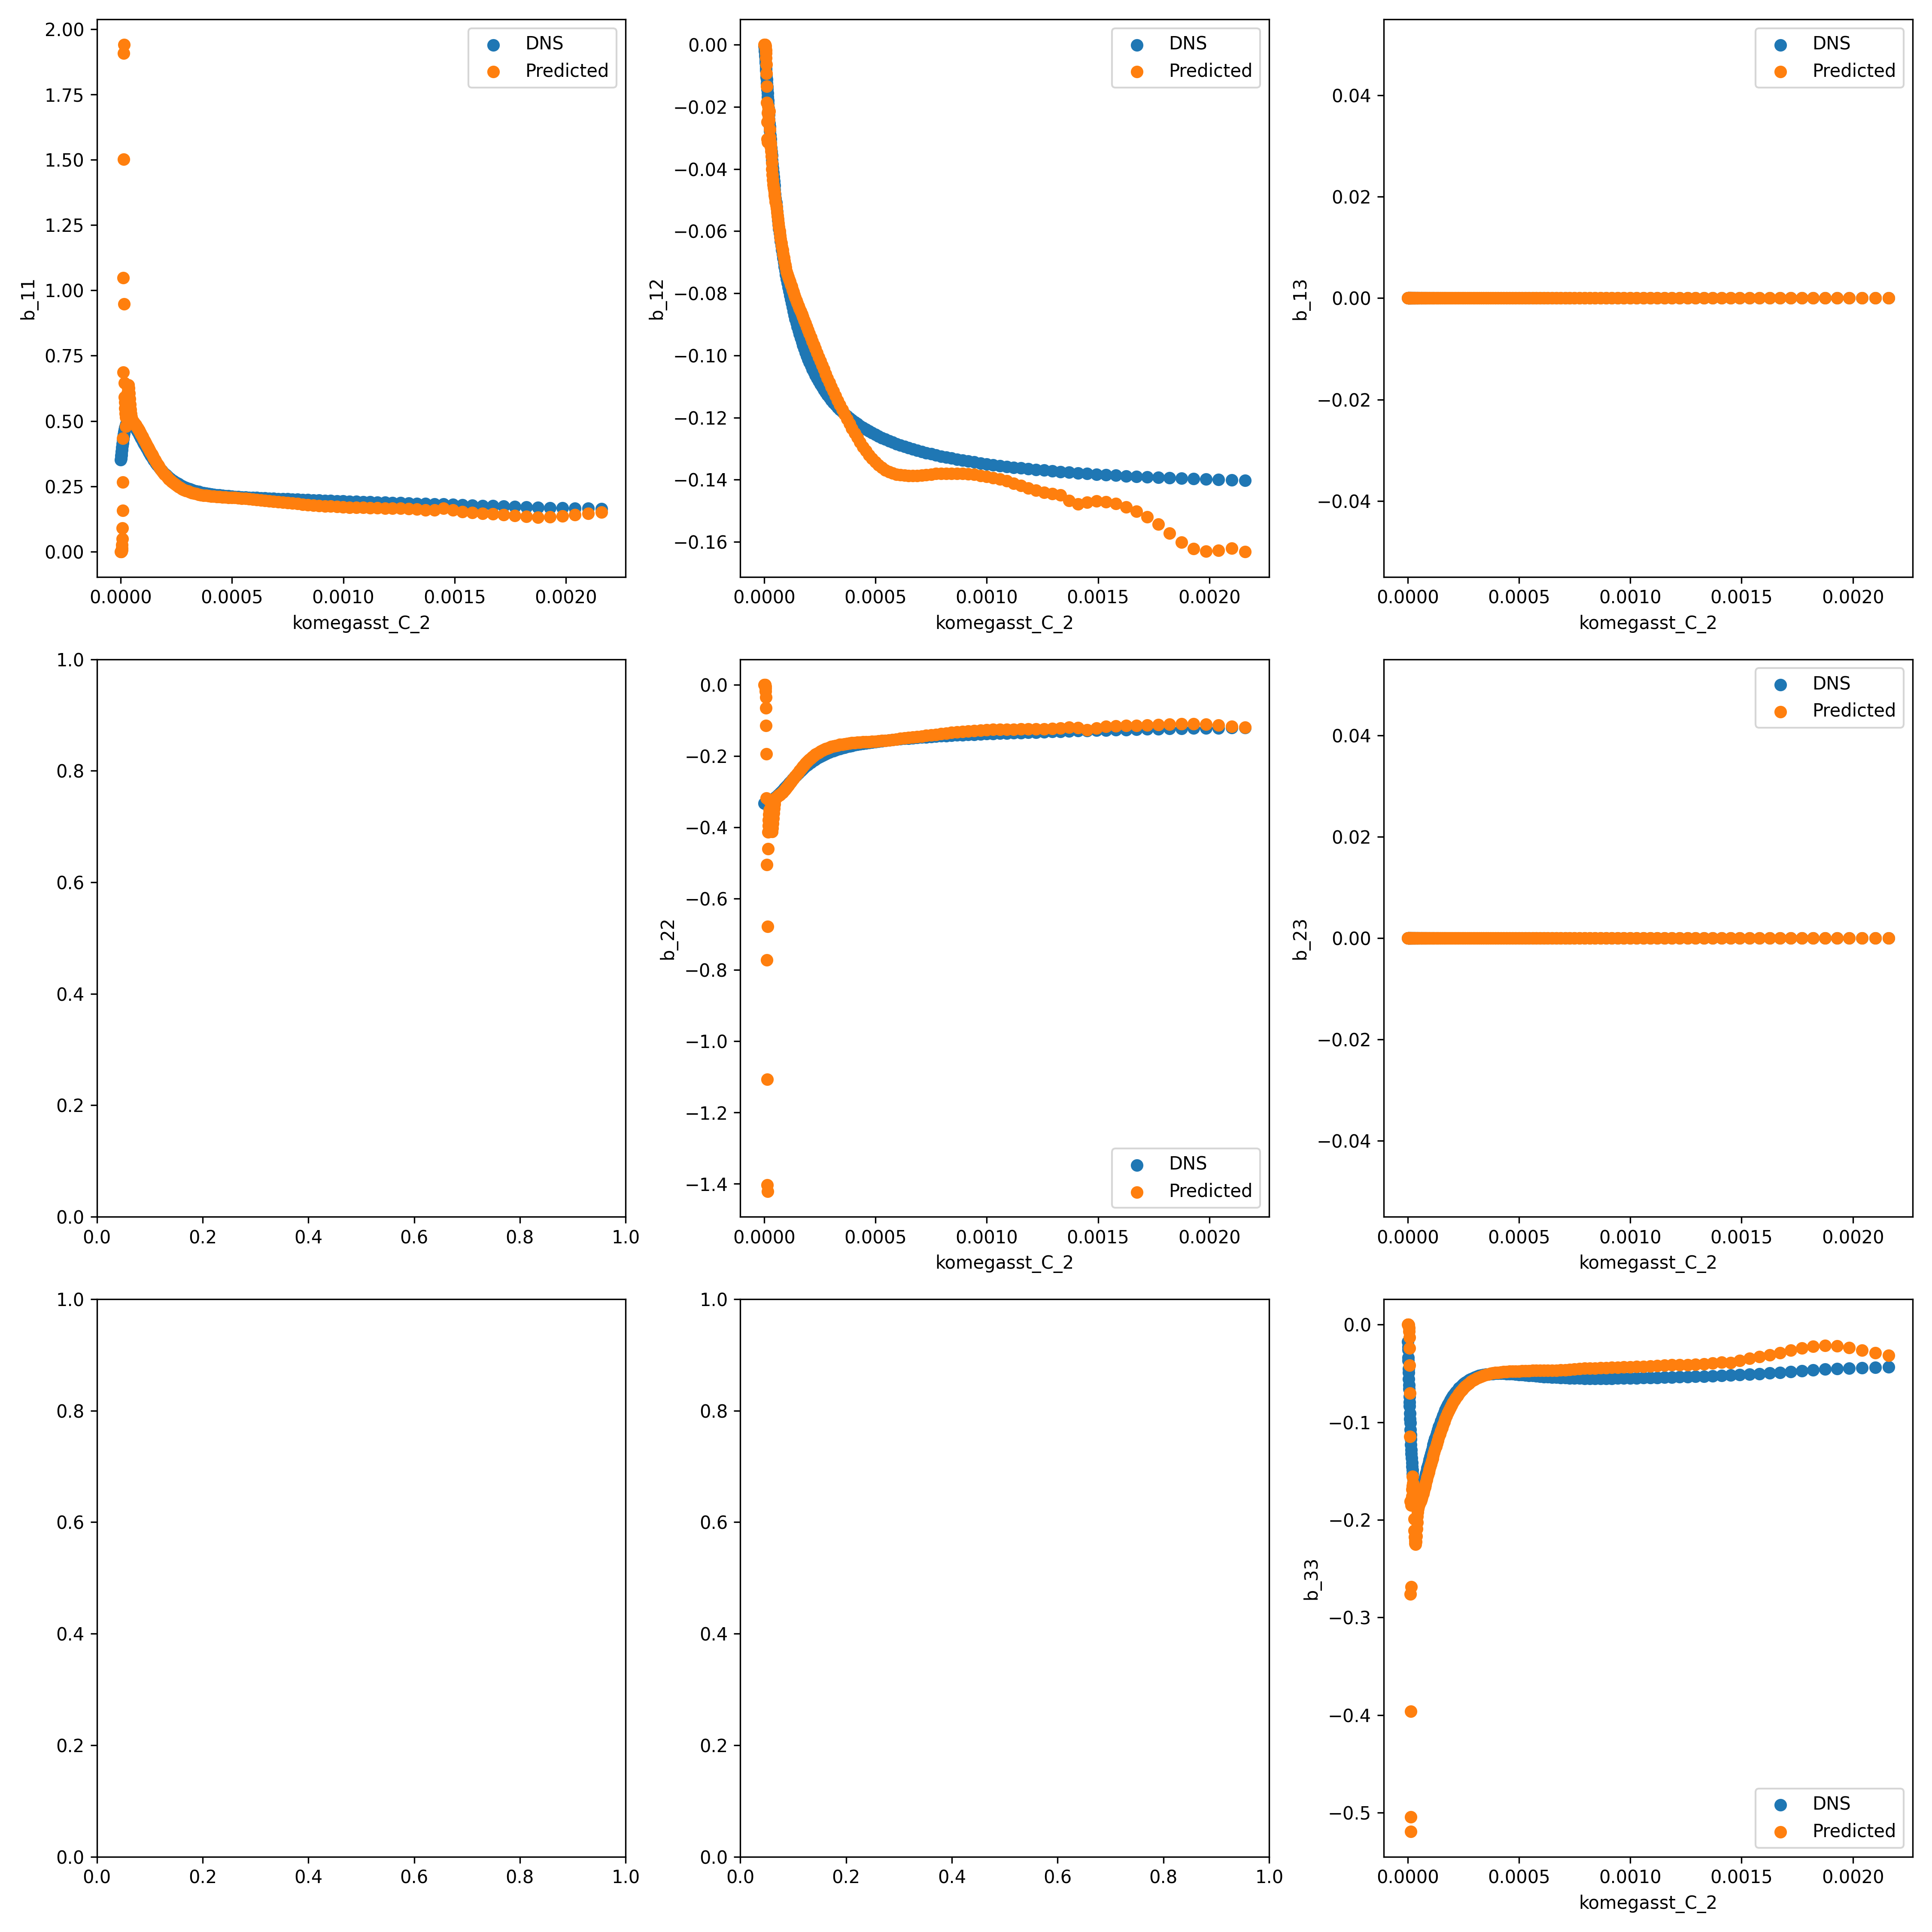 2.00
1.75
1.50
1.25
1.00
0.75
0.50
0.25
0.00
b_11
DNS
Predicted
0.0000 0.0005 0.0010 0.0015 0.0020
komegasst_C_2
0.00
−0.02
−0.04
−0.06
−0.08
−0.10
−0.12
−0.14
−0.16
b_12
DNS
Predicted
0.0000 0.0005 0.0010 0.0015 0.0020
komegasst_C_2
0.04
0.02
0.00
−0.02
−0.04
b_13
DNS
Predicted
0.0000 0.0005 0.0010 0.0015 0.0020
komegasst_C_2
1.0
0.8
0.6
0.4
0.2
0.0
0.0 0.2 0.4 0.6 0.8 1.0
0.0
−0.2
−0.4
−0.6
−0.8
−1.0
−1.2
−1.4
b_22
DNS
Predicted
0.0000 0.0005 0.0010 0.0015 0.0020
komegasst_C_2
0.04
0.02
0.00
−0.02
−0.04
b_23
DNS
Predicted
0.0000 0.0005 0.0010 0.0015 0.0020
komegasst_C_2
1.0
0.8
0.6
0.4
0.2
0.0
0.0 0.2 0.4 0.6 0.8 1.0
1.0
0.8
0.6
0.4
0.2
0.0
0.0 0.2 0.4 0.6 0.8 1.0
0.0
−0.1
−0.2
−0.3
−0.4
−0.5
b_33
DNS
Predicted
0.0000 0.0005 0.0010 0.0015 0.0020
komegasst_C_2